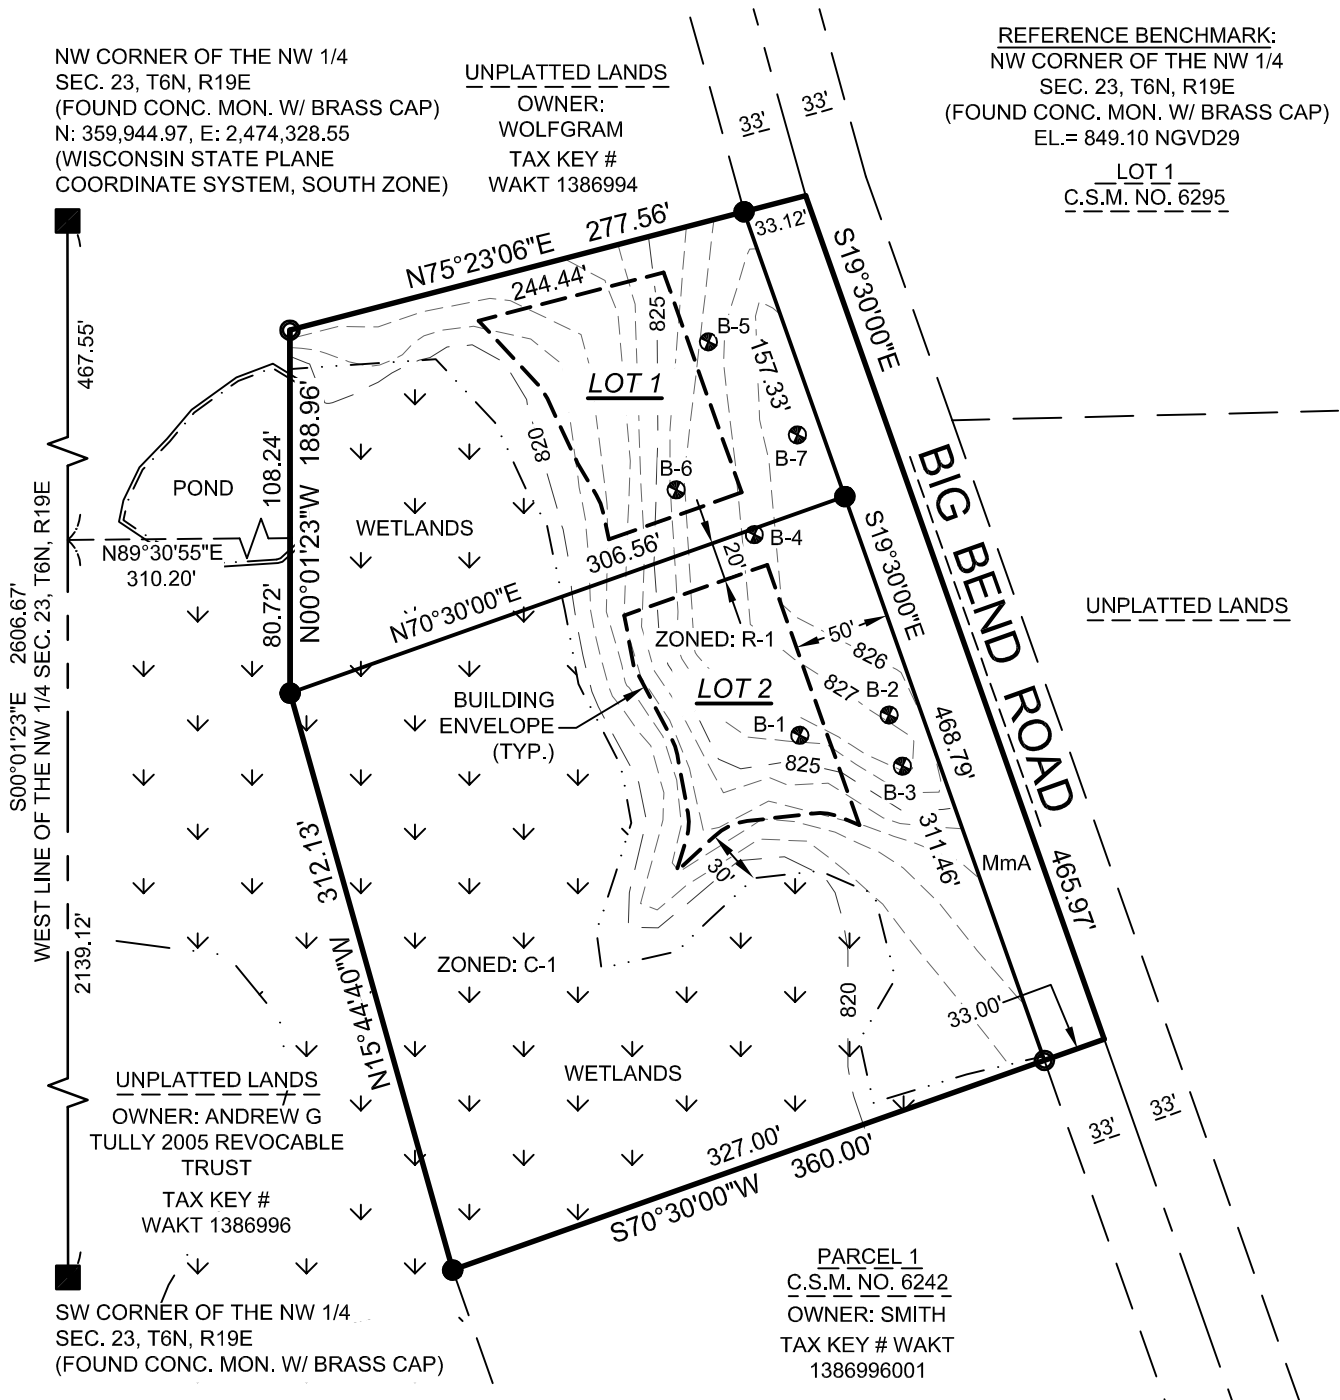 NW CORNER OF THE NW 1/4
SEC. 23, T6N, R19E
(FOUND CONC. MON. W/ BRASS CAP)
N: 359,944.97, E: 2,474,328.55
(WISCONSIN STATE PLANE
COORDINATE SYSTEM, SOUTH ZONE)
UNPLATTED LANDS
OWNER:
WOLFGRAM
TAX KEY #
WAKT 1386994
REFERENCE BENCHMARK:
NW CORNER OF THE NW 1/4
SEC. 23, T6N, R19E
(FOUND CONC. MON. W/ BRASS CAP)
EL.= 849.10 NGVD29
LOT 1
C.S.M. NO. 6295
33'
33'
N75°23'06"E 277.56'
33.12'
244.44'
S19°30'00"E
825
B-5
467.55'
157.33'
LOT 1
820
B-7
B-6
POND
108.24'
N00°01'23"W 188.96'
WETLANDS
BIG BEND ROAD
N89°30'55"E
310.20'
306.56'
B-4
20'
S19°30'00"E
N70°30'00"E
80.72'
S00°01'23"E 2606.67'
WEST LINE OF THE NW 1/4 SEC. 23, T6N, R19E
UNPLATTED LANDS
ZONED: R-1
50'
826
827
B-2
LOT 2
BUILDING
ENVELOPE
(TYP.)
B-1
468.79'
825
B-3
311.46'
MmA
465.97'
312.13'
30'
2139.12'
N15°44'40"W
ZONED: C-1
820
33.00'
WETLANDS
UNPLATTED LANDS
OWNER: ANDREW G
TULLY 2005 REVOCABLE
TRUST
TAX KEY #
WAKT 1386996
327.00'
360.00'
S70°30'00"W
33'
33'
PARCEL 1
C.S.M. NO. 6242
OWNER: SMITH
TAX KEY # WAKT
1386996001
SW CORNER OF THE NW 1/4
SEC. 23, T6N, R19E
(FOUND CONC. MON. W/ BRASS CAP)